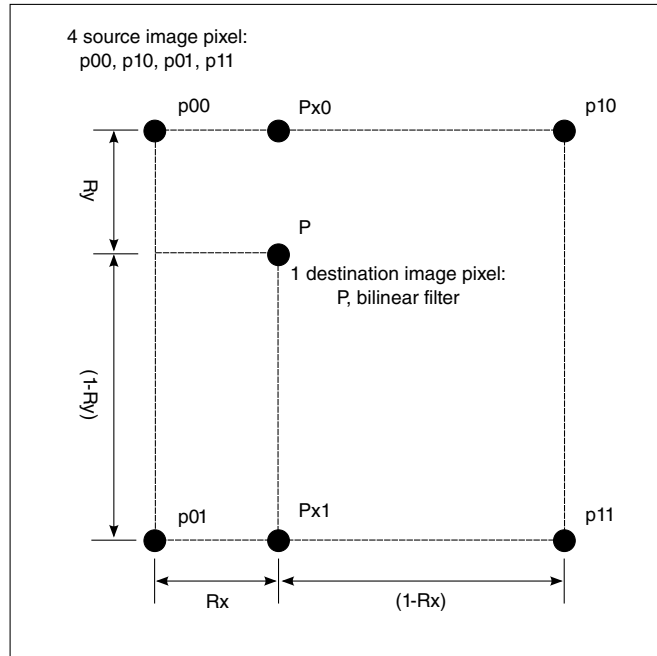 4 source image pixel:
p00, p10, p01, p11
p00
Px0
p10
Ry
P
1 destination image pixel:
P, bilinear filter
(1-Ry)
p01
Px1
p11
Rx
(1-Rx)